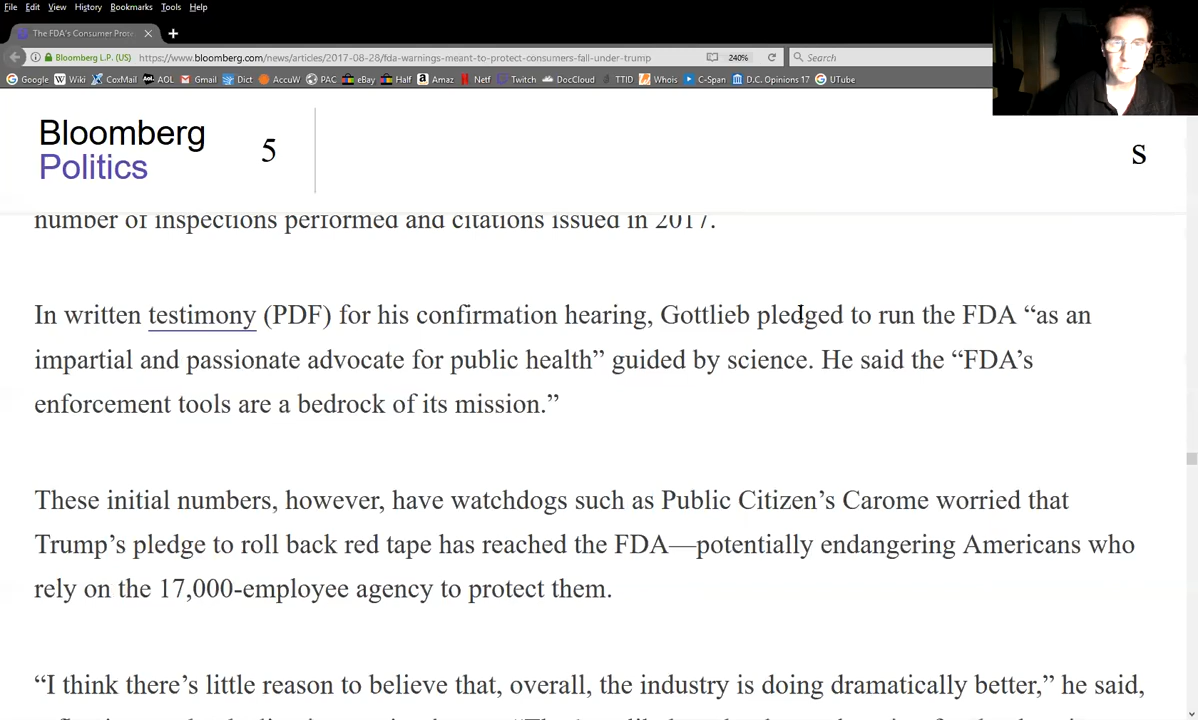 File Edit View History Bookmarks Tools Help
The FDA's Consumer Prote
Bloomberg L.P. (US) https://www.bloomberg.com/news/articles/2017-08-28/fda-warnings-meant-to-protect-consumers-fall-under-trump 240% Search
Google Wiki CoxMail AOL Gmail Griffith Dict AccuW PAC eBay Half Amaz Netf Twitch DocCloud TTID Whois C-Span D.C. Opinions 17 UTube
Bloomberg
Politics
5
s
number of inspections performed and citations issued in 2017.
In written testimony (PDF) for his confirmation hearing, Gottlieb pledged to run the FDA “as an
impartial and passionate advocate for public health” guided by science. He said the “FDA’s
enforcement tools are a bedrock of its mission.”
These initial numbers, however, have watchdogs such as Public Citizen’s Carome worried that
Trump’s pledge to roll back red tape has reached the FDA—potentially endangering Americans who
rely on the 17,000-employee agency to protect them.
“I think there’s little reason to believe that, overall, the industry is doing dramatically better,” he said,